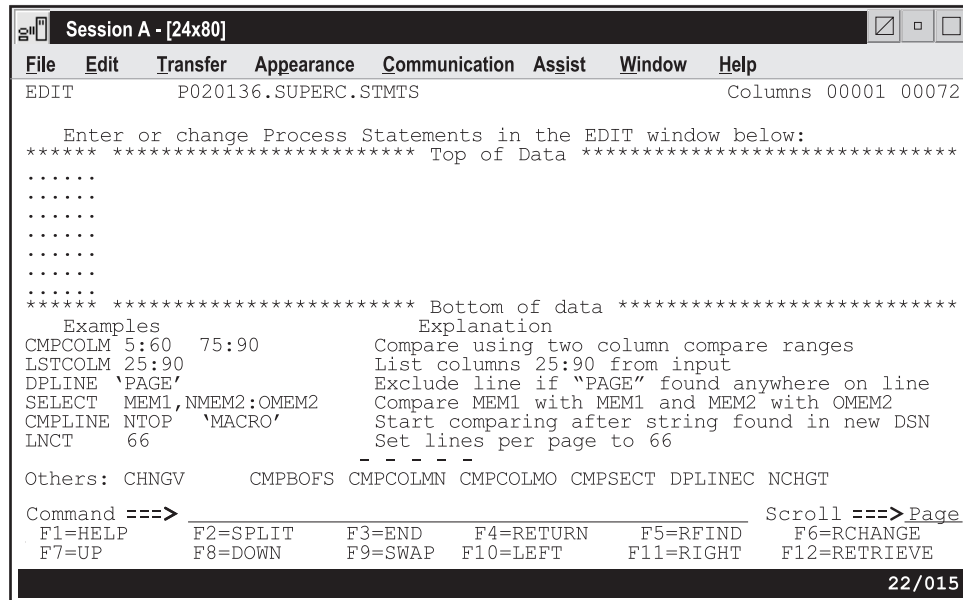 Session A - [24x80]
File Edit Transfer Appearance Communication Assist Window Help
EDIT P020136.SUPERC.STMTS Columns 00001 00072
Enter or change Process Statements in the EDIT window below:
****** ************************* Top of Data *******************************
......
......
......
......
......
......
......
****** ************************* Bottom of data ****************************
Examples Explanation
CMPCOLM 5:60 75:90 Compare using two column compare ranges
LSTCOLM 25:90 List columns 25:90 from input
DPLINE ‘PAGE’ Exclude line if “PAGE” found anywhere on line
SELECT MEM1,NMEM2:OMEM2 Compare MEM1 with MEM1 and MEM2 with OMEM2
CMPLINE NTOP ‘MACRO’ Start comparing after string found in new DSN
LNCT 66 Set lines per page to 66
- - - - -
Others: CHNGV CMPBOFS CMPCOLMN CMPCOLMO CMPSECT DPLINEC NCHGT
Command ===> Scroll ===> Page
F1=HELP F2=SPLIT F3=END F4=RETURN F5=RFIND F6=RCHANGE
F7=UP F8=DOWN F9=SWAP F10=LEFT F11=RIGHT F12=RETRIEVE
22/015